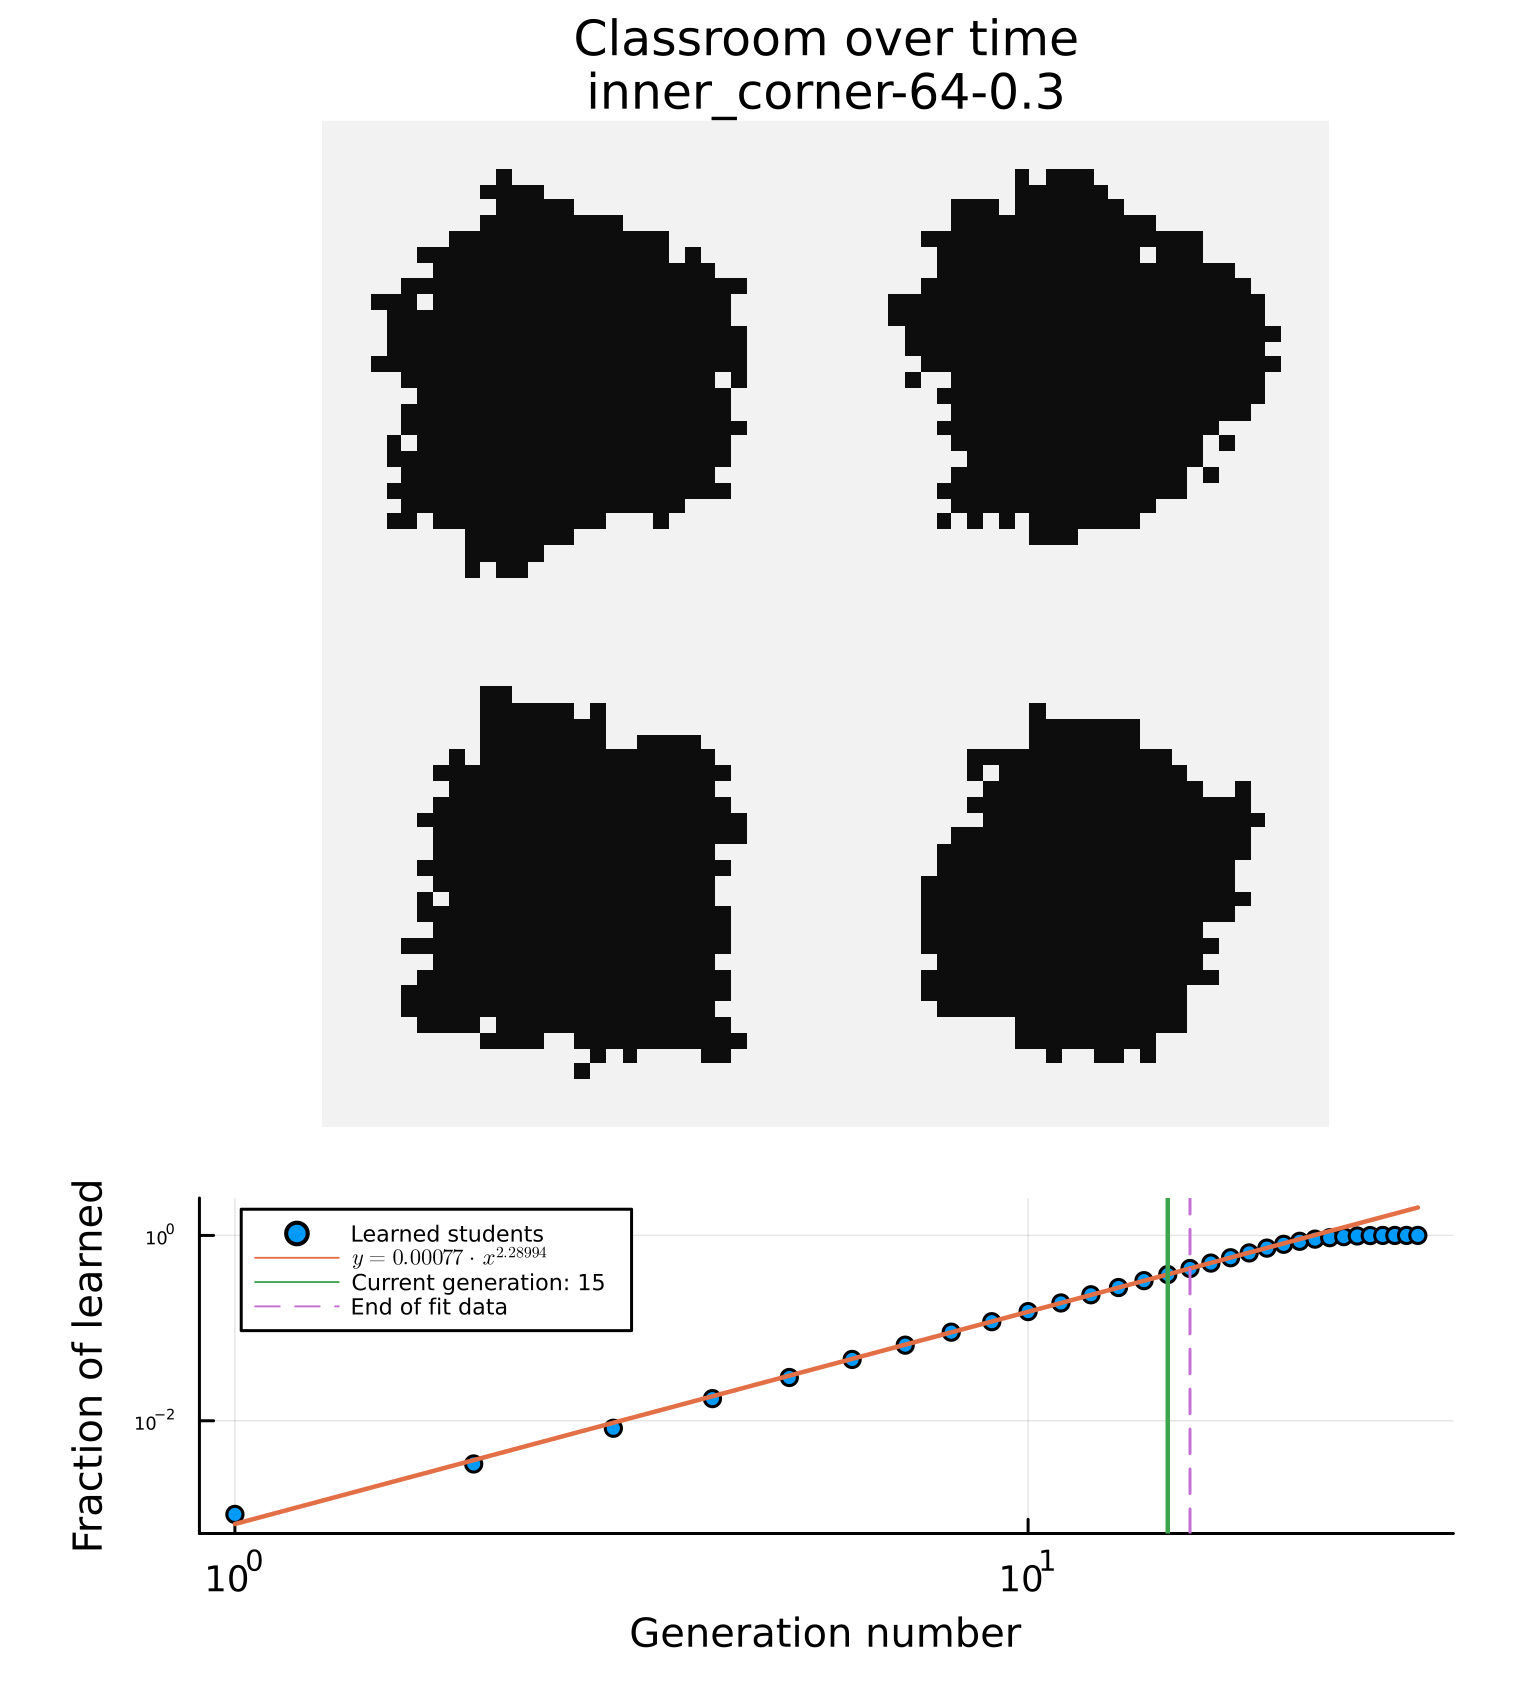 Classroom over time
inner_corner-64-0.3
Fraction of learned
10^0
10^-2
Learned students
y = 0.00077 · x^2.28994
Current generation: 15
End of fit data
10^0
10^1
Generation number